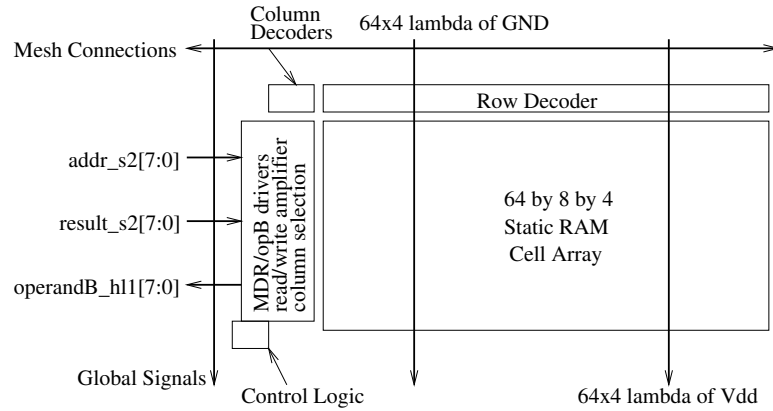 Column
Decoders
64x4 lambda of GND
Mesh Connections
Row Decoder
addr_s2[7:0]
result_s2[7:0]
operandB_hl1[7:0]
MDR/opB drivers
read/write amplifier
column selection
64 by 8 by 4
Static RAM
Cell Array
Global Signals
Control Logic
64x4 lambda of Vdd